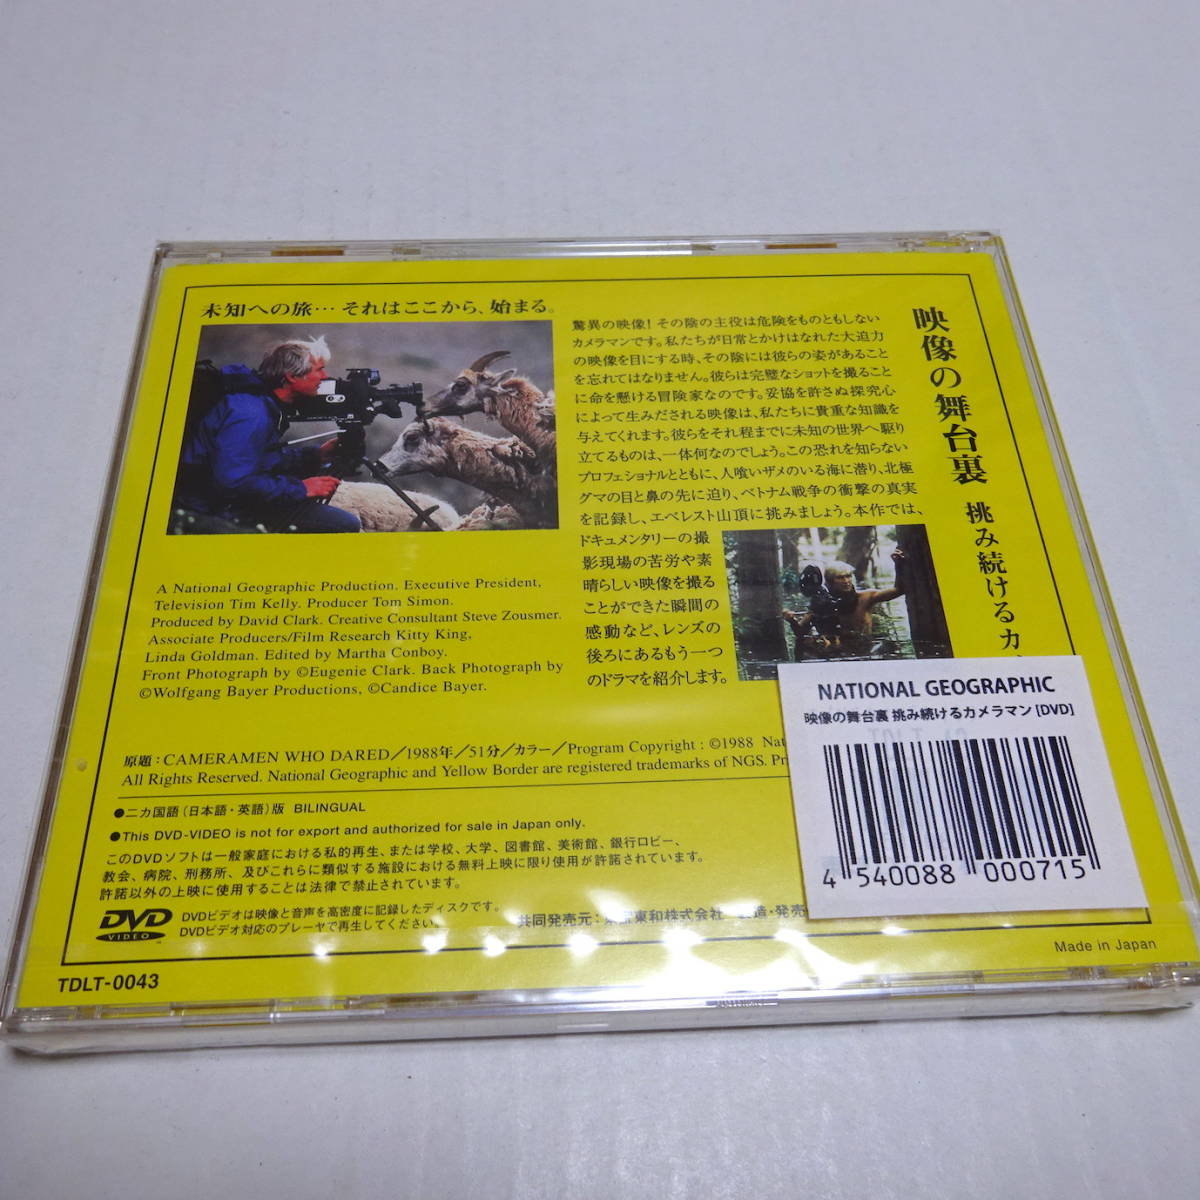 未知への旅…それはここから、始まる。
驚異の映像!その陰の主役は危険をものともしない
カメラマンです。私たちが日常とかけはなれた大迫力
の映像を目にする時、その陰には彼らの姿があること
を忘れてはなりません。彼らは完璧なショットを撮ること
に命を懸ける冒険家なのです。妥協を許さぬ探究心
によって生みだされる映像は、私たちに貴重な知識を
与えてくれます。彼らをそれ程までに未知の世界へ駆り
立てるものは、一体何なのでしょう。この恐れを知らない
プロフェショナルとともに、人喰いザメのいる海に潜り、北極
グマの目と鼻の先に迫り、ベトナム戦争の衝撃の真実
を記録し、エベレスト山頂に挑みましょう。本作では、
ドキュメンタリーの撮
影現場の苦労や素
晴らしい映像を撮る
ことができた瞬間の
感動など、レンズの
後ろにあるもう一つ
のドラマを紹介します。
映像の舞台裏 挑み続けるカ
A National Geographic Production. Executive President,
Television Tim Kelly. Producer Tom Simon.
Produced by David Clark. Creative Consultant Steve Zousmer.
Associate Producers/Film Research Kitty King,
Linda Goldman. Edited by Martha Conboy.
Front Photograph by ©Eugenie Clark. Back Photograph by
©Wolfgang Bayer Productions, ©Candice Bayer.
原題:CAMERAMEN WHO DARED/1988年/51分/カラー/Program Copyright : ©1988 Nat
All Rights Reserved. National Geographic and Yellow Border are registered trademarks of NGS. Pr
●二カ国語(日本語・英語)版 BILINGUAL
●This DVD-VIDEO is not for export and authorized for sale in Japan only.
このDVDソフトは一般家庭における私的再生、または学校、大学、図書館、美術館、銀行ロビー、
教会、病院、刑務所、及びこれらに類似する施設における無料上映に限り使用が許諾されています。
許諾以外の上映に使用することは法律で禁止されています。
DVD
VIDEO
DVDビデオは映像と音声を高密度に記録したディスクです。
DVDビデオ対応のプレーヤで再生してください。
共同発売元: 東和株式会社 造・発売
Made in Japan
TDLT-0043
NATIONAL GEOGRAPHIC
映像の舞台裏 挑み続けるカメラマン[DVD]
4 540088 000715